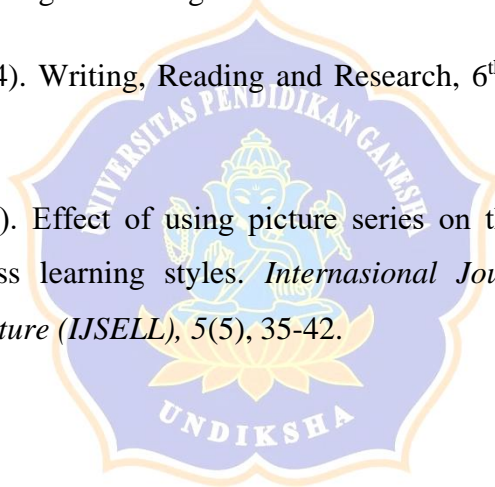 4). Writing, Reading and Research, 6th
UNIVERSITAS PENDIDIKAN GANESHA
). Effect of using picture series on th
ss learning styles. Internasional Jou
ture (IJSELL), 5(5), 35-42.
UNDIKSHA